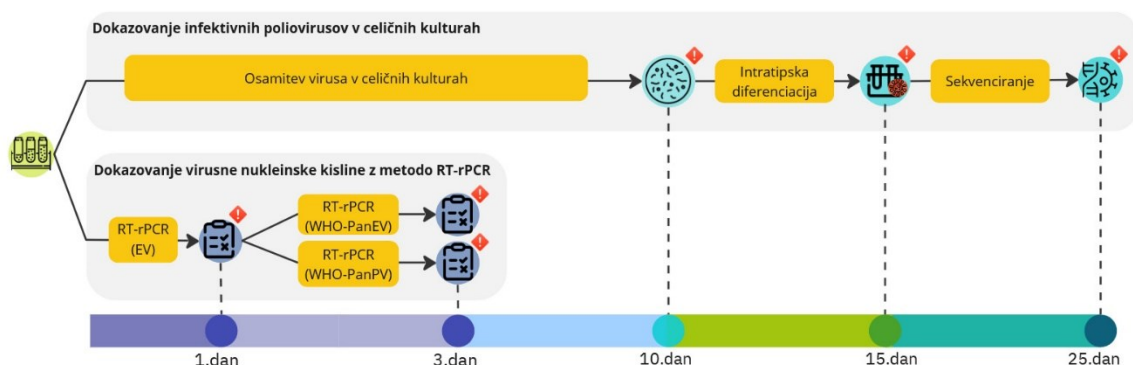 Dokazovanje infektivnih poliovirusov v celičnih kulturah
Osamitev virusa v celičnih kulturah
Intratipska
diferenciacija
Sekvenciranje
Dokazovanje virusne nukleinske kisline z metodo RT-rPCR
RT-rPCR
(EV)
RT-rPCR
(WHO-PanEV)
RT-rPCR
(WHO-PanPV)
1.dan
3.dan
10.dan
15.dan
25.dan